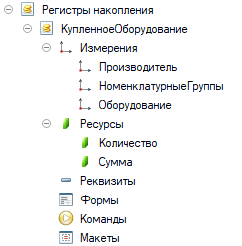 Регистры накопления
КупленноеОборудование
Измерения
Производитель
НоменклатурныеГруппы
Оборудование
Ресурсы
Количество
Сумма
Реквизиты
Формы
Команды
Макеты